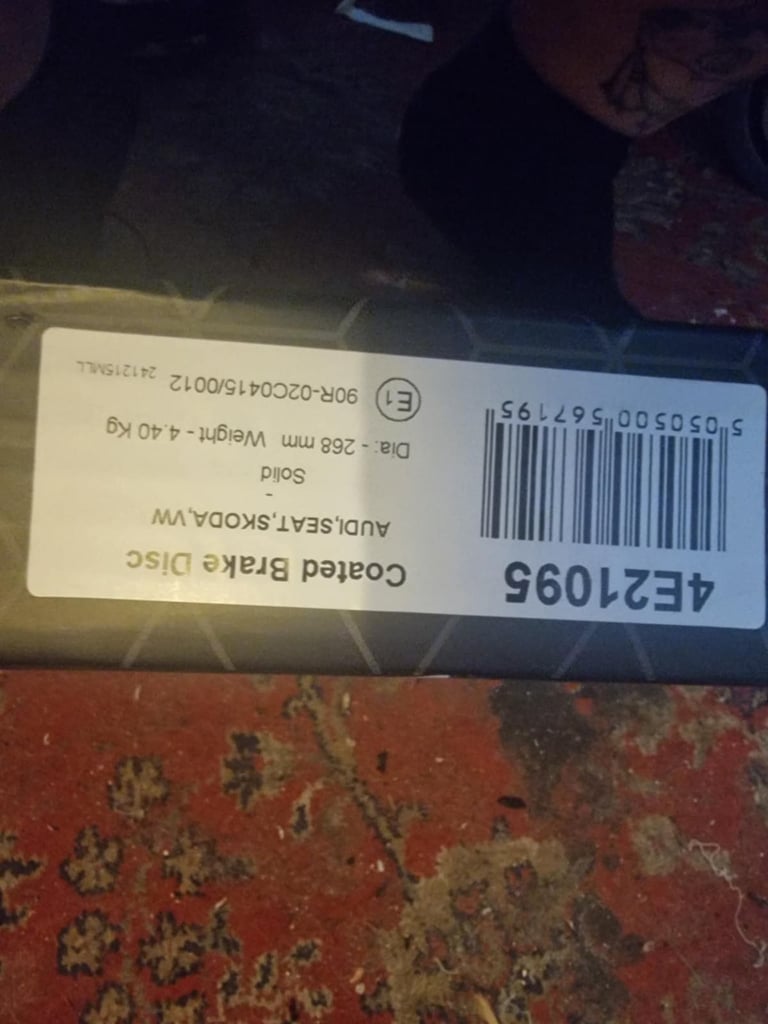 4E21095
5 050500 567195
Coated Brake Disc
AUDI,SEAT,SKODA,VW
-
Solid
Dia: - 268 mm Weight - 4.40 Kg
E1 90R-02C0415/0012 241215MLL